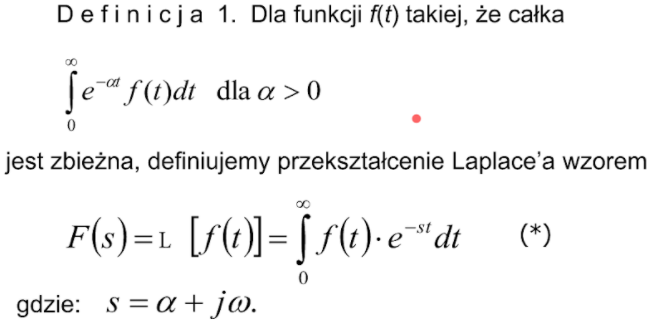 D e f i n i c j a 1. Dla funkcji f(t) takiej, że całka
∫₀^∞ e^{−αt} f(t)dt dla α > 0
jest zbieżna, definiujemy przekształcenie Laplace’a wzorem
F(s) = L [f(t)] = ∫₀^∞ f(t)·e^{−st} dt (*)
gdzie: s = α + jω.